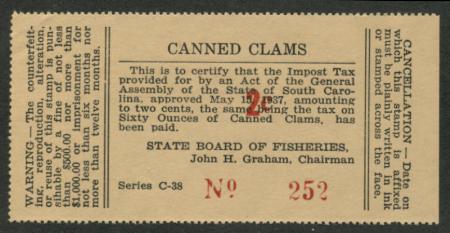 WARNING—The counterfeit-
ing, reproduction, alteration,
or reuse of this stamp is pun-
ishable by a fine of not less
than $500.00 nor more than
$1,000.00 or imprisonment for
not less than six months nor
more than twelve months.
CANNED CLAMS
This is to certify that the Impost Tax
provided for by an Act of the General
Assembly of the State of South Caro-
lina, approved May 15, 1937, amounting
to two cents, the same being the tax on
Sixty Ounces of Canned Clams, has
been paid.
2¢
STATE BOARD OF FISHERIES,
John H. Graham, Chairman
Series C-38
No 252
CANCELLATION Date on
which this stamp is affixed
must be plainly written in ink
or stamped across the face.